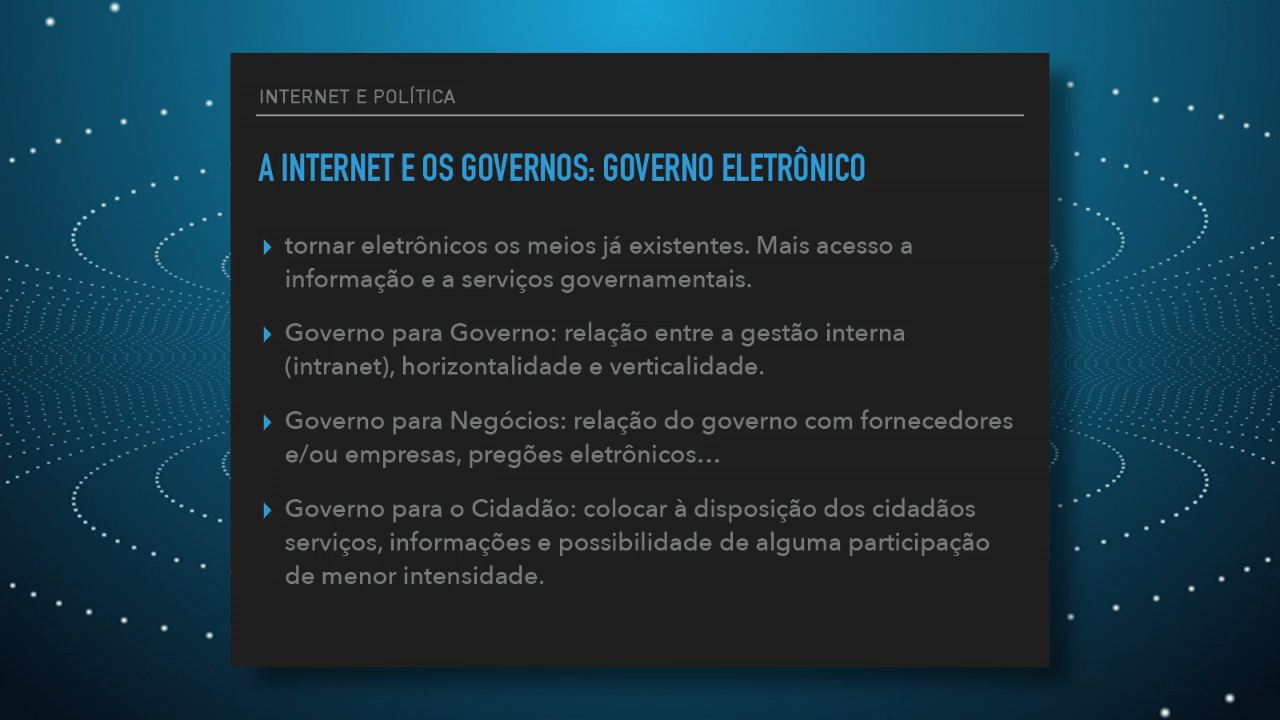 INTERNET E POLÍTICA
A INTERNET E OS GOVERNOS: GOVERNO ELETRÔNICO
tornar eletrônicos os meios já existentes. Mais acesso a
informação e a serviços governamentais.
Governo para Governo: relação entre a gestão interna
(intranet), horizontalidade e verticalidade.
Governo para Negócios: relação do governo com fornecedores
e/ou empresas, pregões eletrônicos...
Governo para o Cidadão: colocar à disposição dos cidadãos
serviços, informações e possibilidade de alguma participação
de menor intensidade.